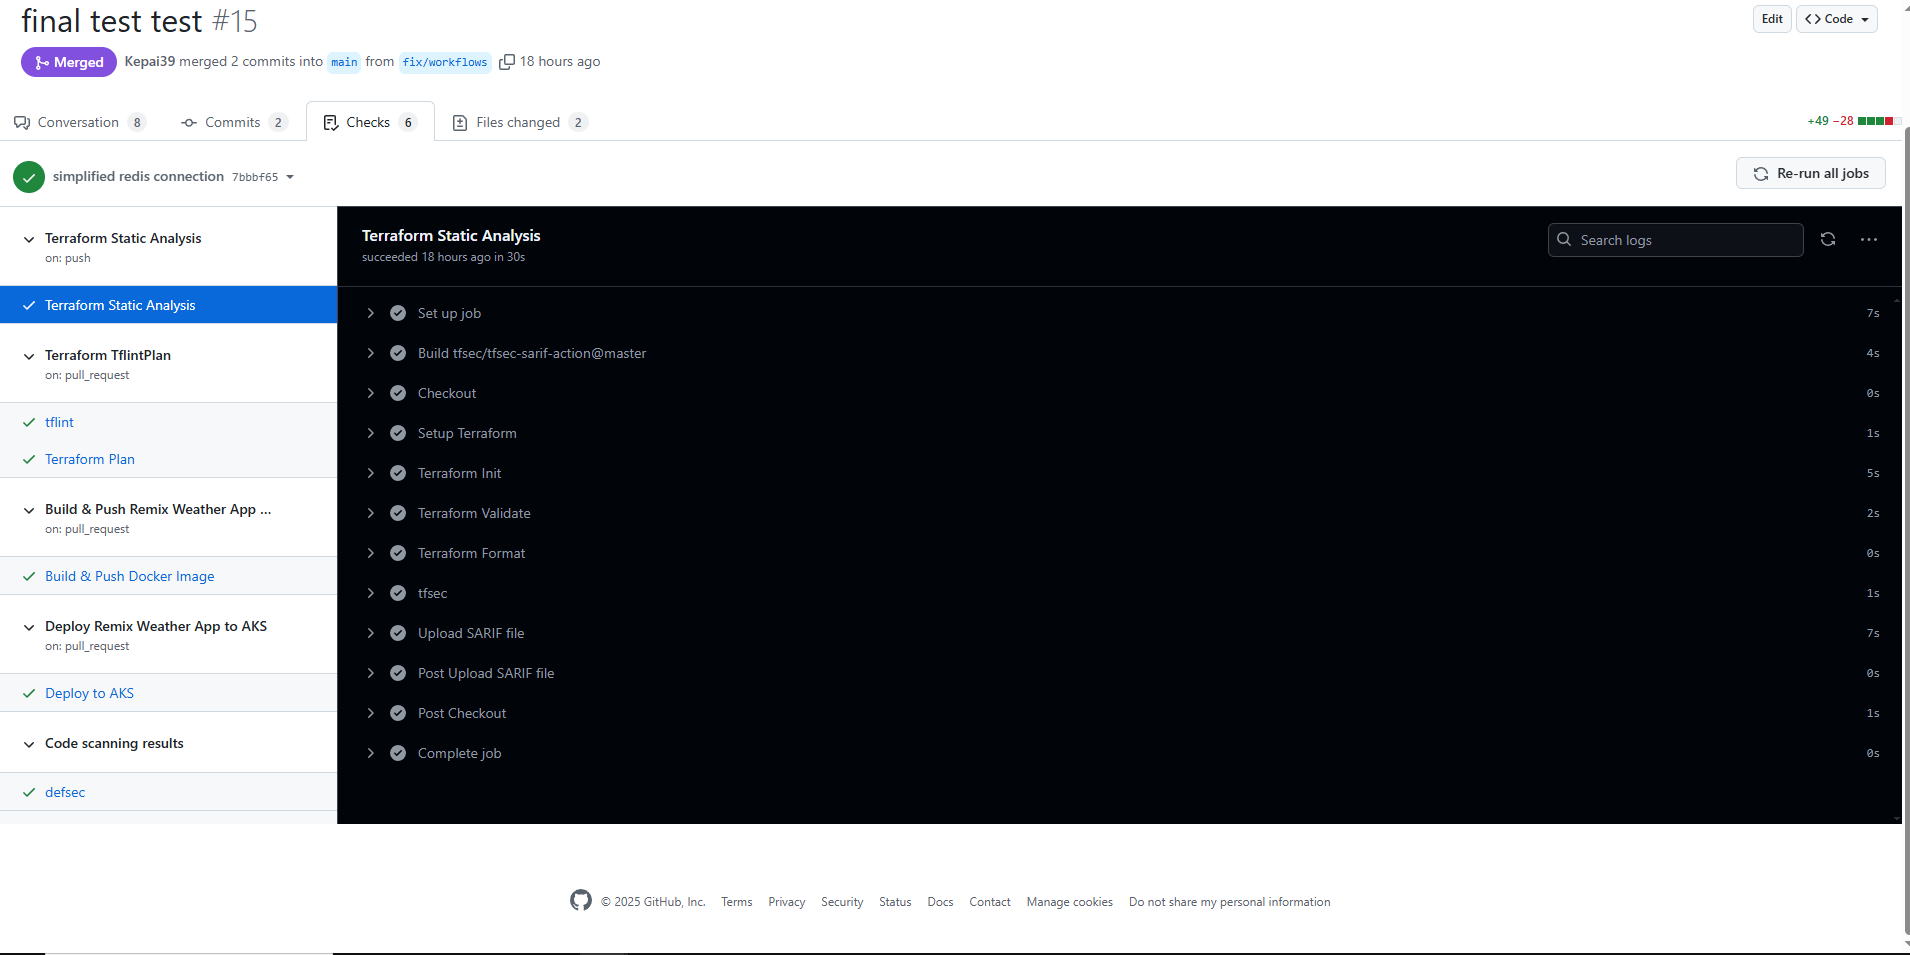 final test test #15
Edit
Code
Merged
Kepai39 merged 2 commits into main from fix/workflows 18 hours ago
Conversation 8
Commits 2
Checks 6
Files changed 2
+49 −28
simplified redis connection 7bbbf65
Re-run all jobs
Terraform Static Analysis
on: push
Terraform Static Analysis
Terraform TflintPlan
on: pull_request
tflint
Terraform Plan
Build & Push Remix Weather App ...
on: pull_request
Build & Push Docker Image
Deploy Remix Weather App to AKS
on: pull_request
Deploy to AKS
Code scanning results
defsec
Terraform Static Analysis
succeeded 18 hours ago in 30s
Search logs
Set up job 7s
Build tfsec/tfsec-sarif-action@master 4s
Checkout 0s
Setup Terraform 1s
Terraform Init 5s
Terraform Validate 2s
Terraform Format 0s
tfsec 1s
Upload SARIF file 7s
Post Upload SARIF file 0s
Post Checkout 1s
Complete job 0s
© 2025 GitHub, Inc. Terms Privacy Security Status Docs Contact Manage cookies Do not share my personal information